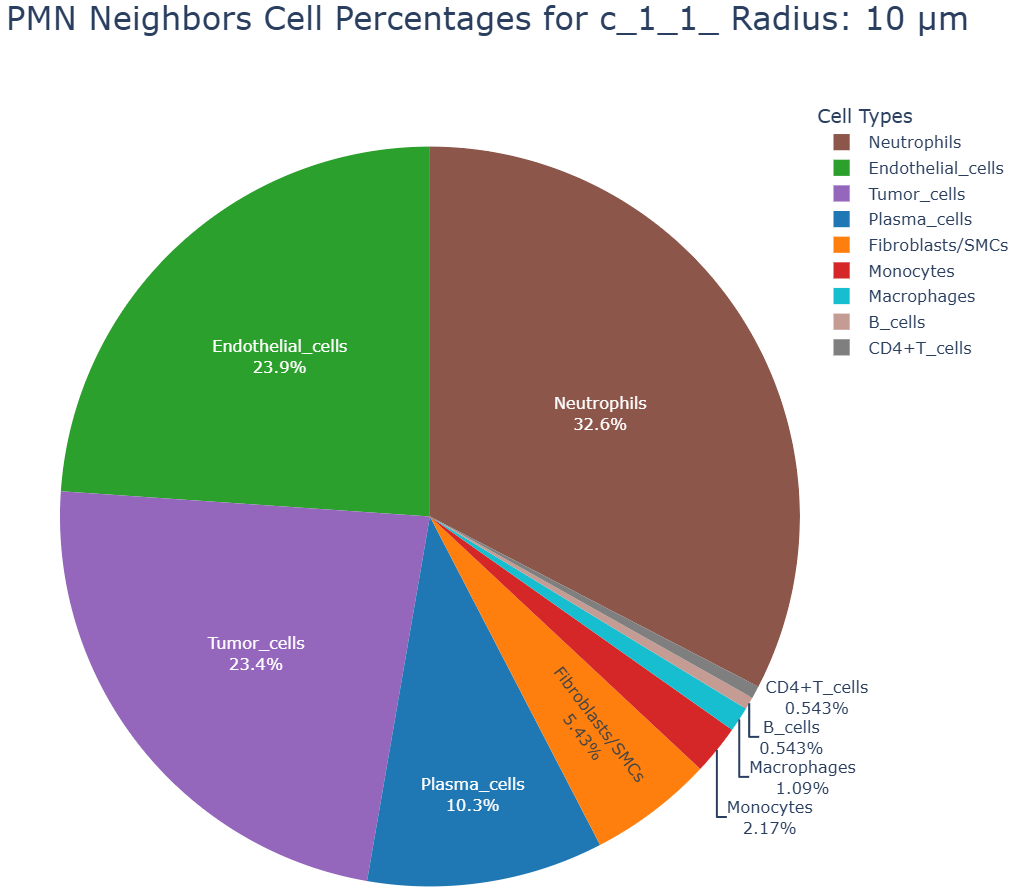 PMN Neighbors Cell Percentages for c_1_1_ Radius: 10 μm
Cell Types
Neutrophils
Endothelial_cells
Tumor_cells
Plasma_cells
Fibroblasts/SMCs
Monocytes
Macrophages
B_cells
CD4+T_cells
Endothelial_cells
23.9%
Neutrophils
32.6%
Tumor_cells
23.4%
Plasma_cells
10.3%
Fibroblasts/SMCs
5.43%
CD4+T_cells
0.543%
B_cells
0.543%
Macrophages
1.09%
Monocytes
2.17%